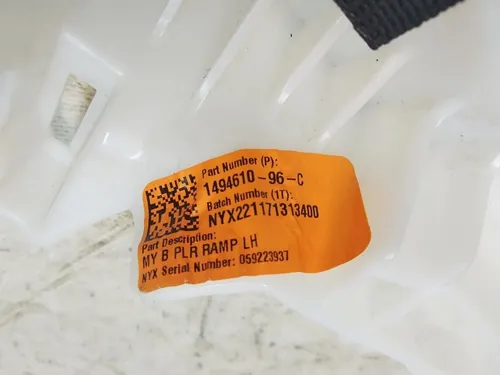 Part Number (P):
1494610-96-C
Batch Number (1T):
NYX221171313400
Part Description:
MY B PLR RAMP LH
NYX Serial Number: 059223937